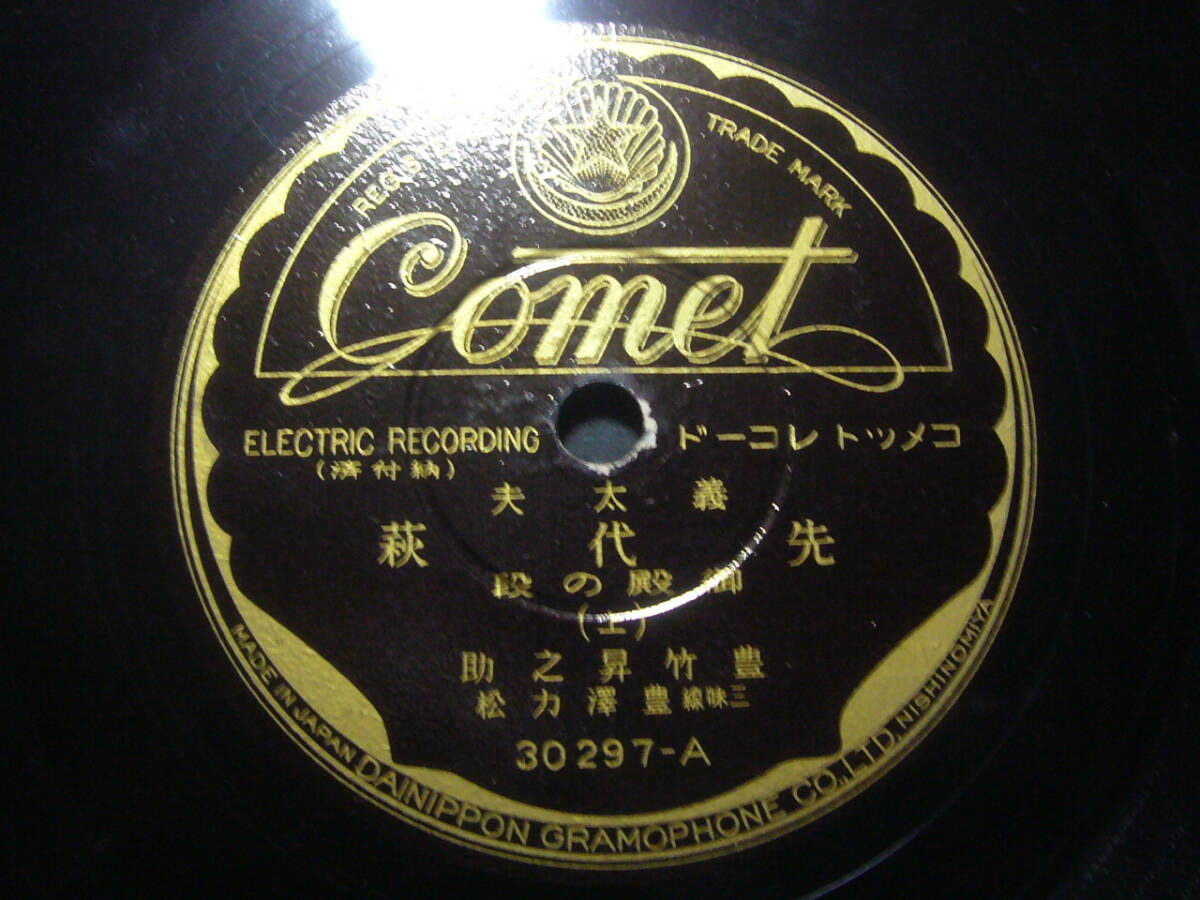 TRADE MARK
Comet
ELECTRIC RECORDING
コメツトレコード
(納付済)
義太夫
先代萩
御殿の段
(上)
豊竹昇之助
三味線 豊澤力松
30297-A
MADE IN JAPAN DAINIPPON GRAMOPHONE CO.,LTD, NISHINOMIYA